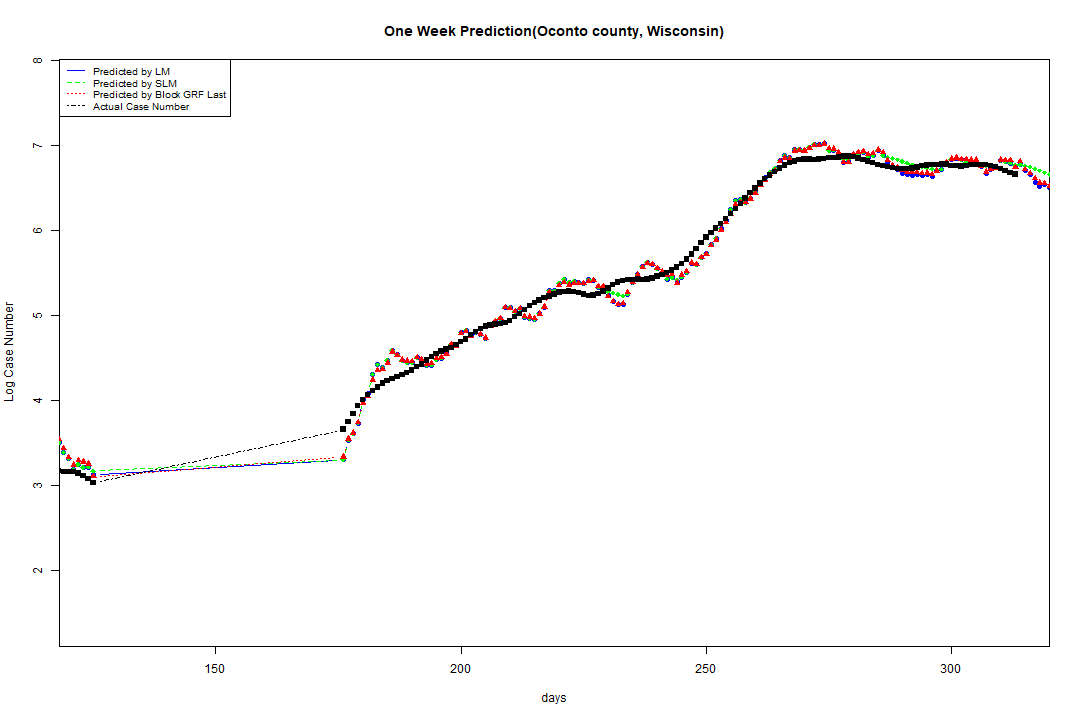 One Week Prediction(Oconto county, Wisconsin)
Predicted by LM
Predicted by SLM
Predicted by Block GRF Last
Actual Case Number
8
7
6
5
4
3
2
Log Case Number
150 200 250 300
days